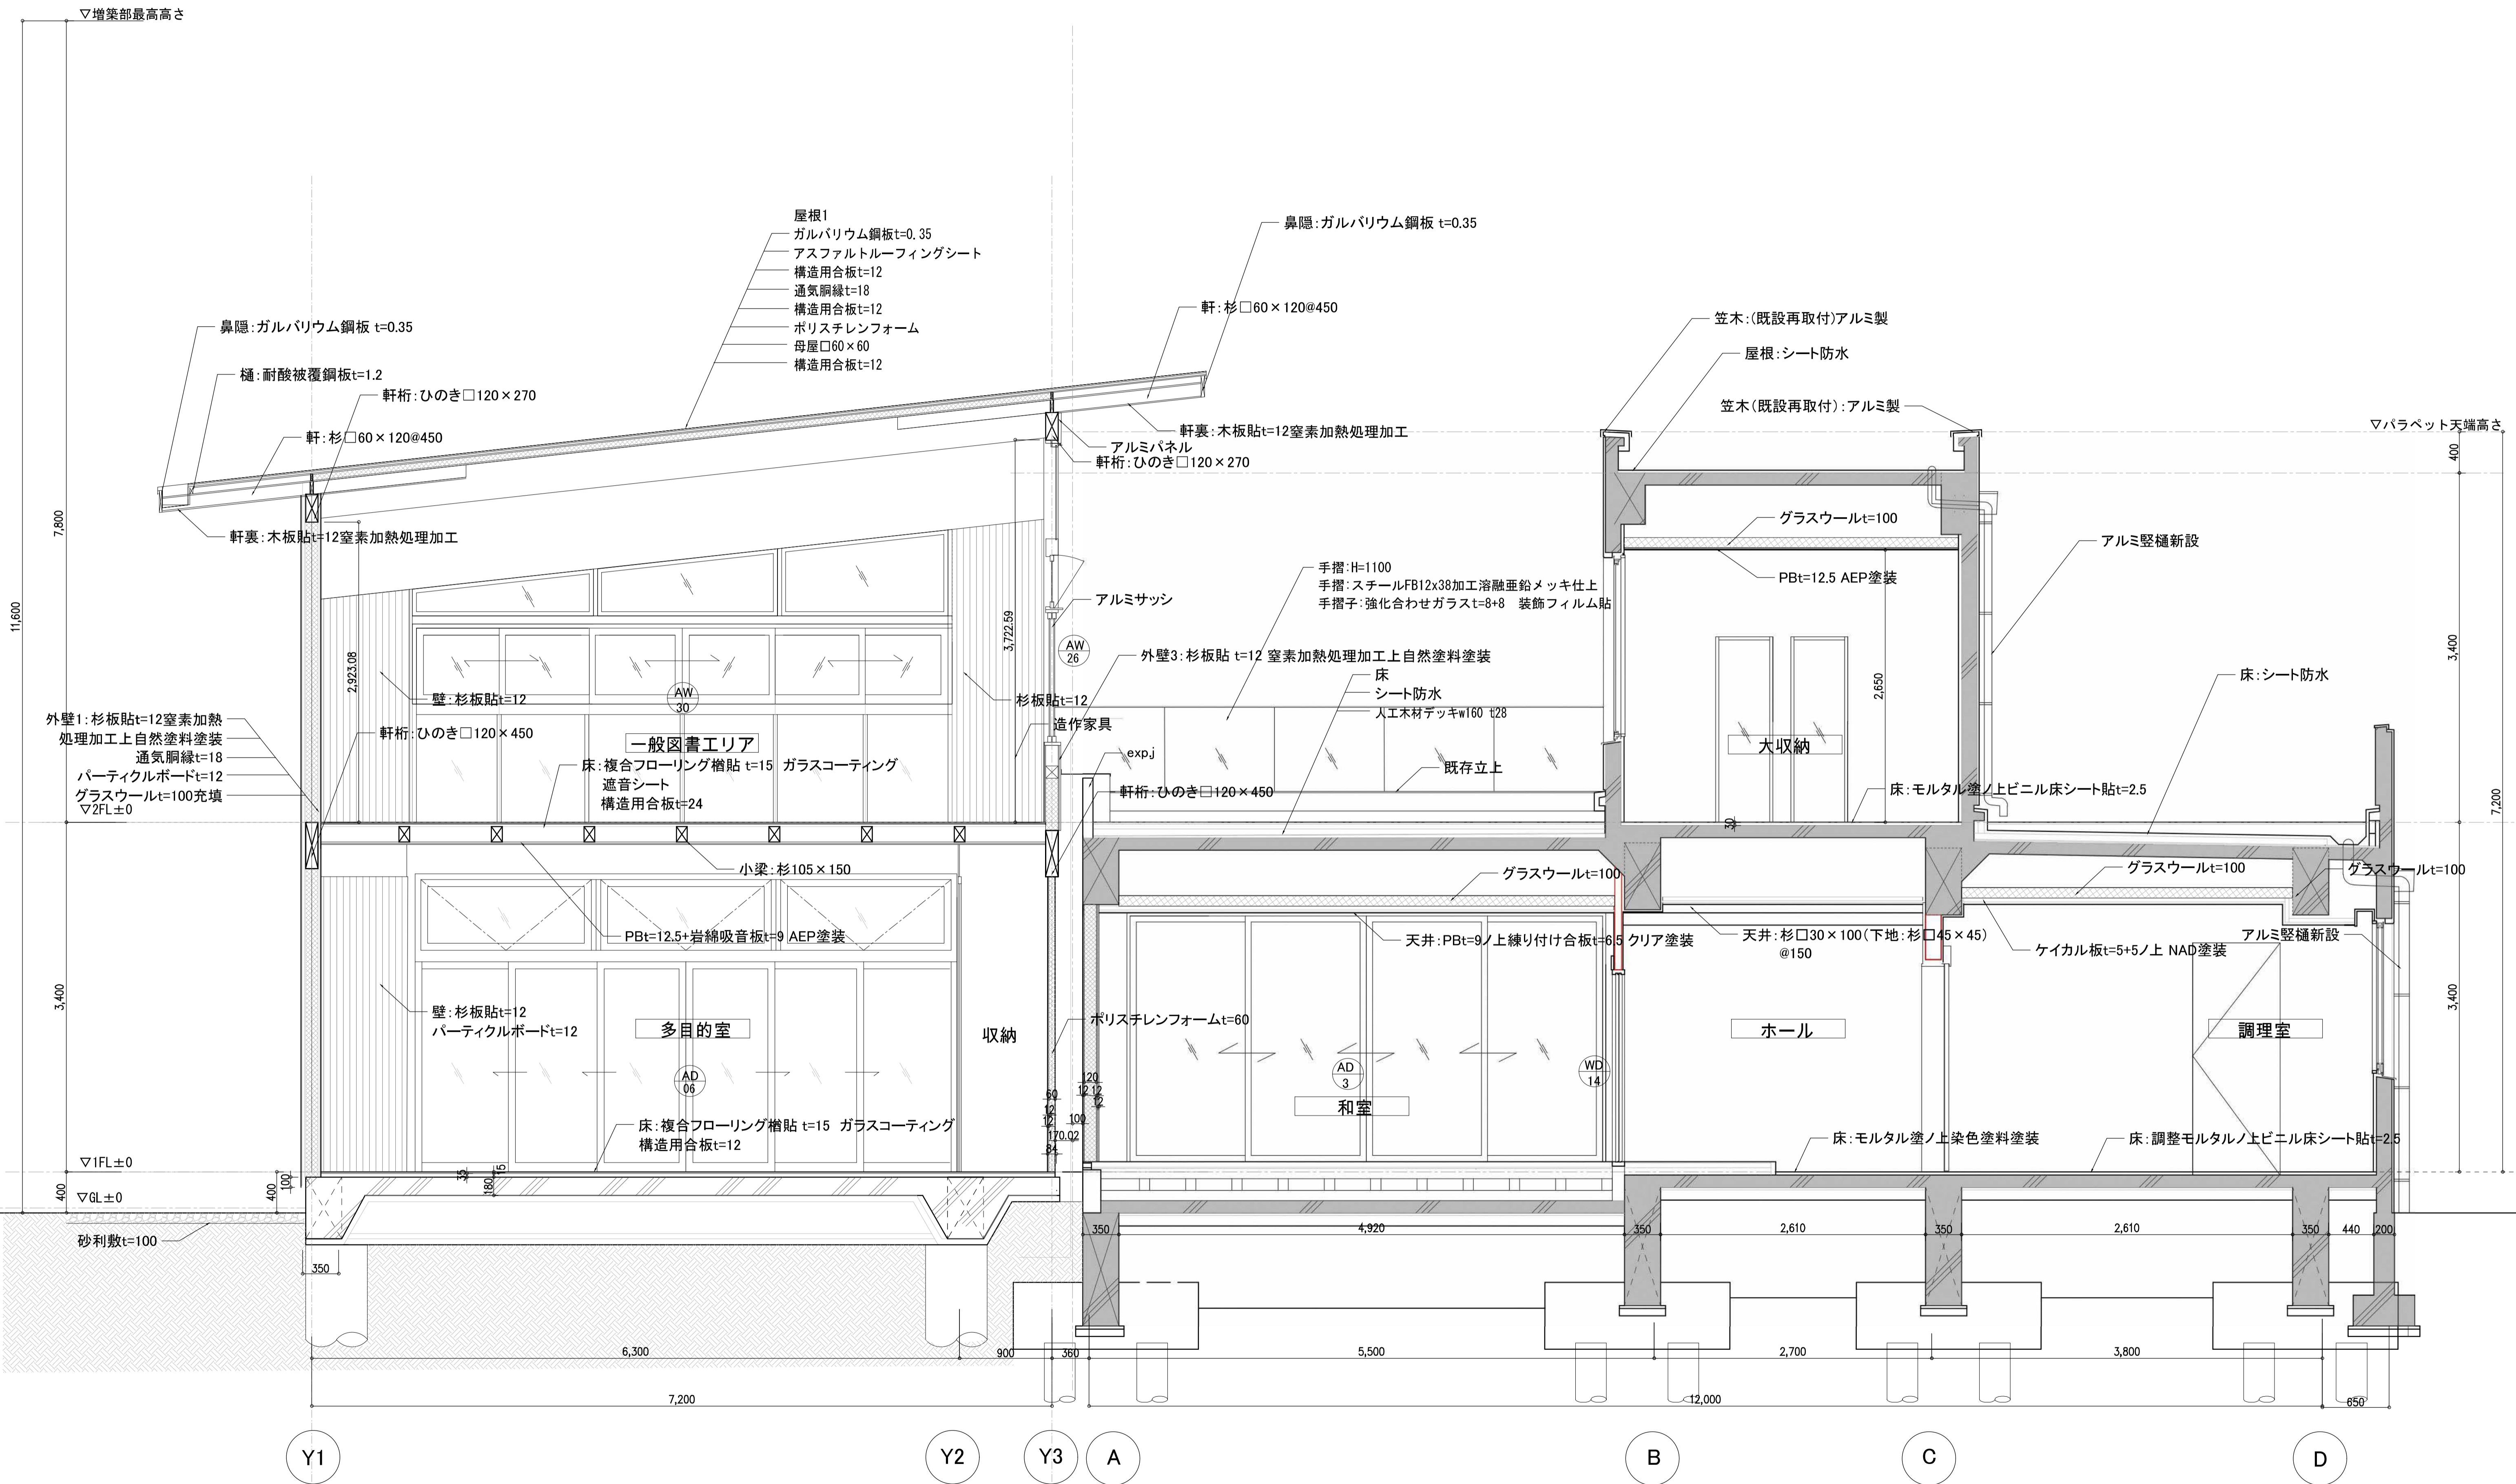 ▽増築部最高高さ
屋根1
ガルバリウム鋼板t=0.35
アスファルトルーフィングシート
構造用合板t=12
通気胴縁t=18
構造用合板t=12
ポリスチレンフォーム
母屋□60×60
構造用合板t=12
鼻隠:ガルバリウム鋼板 t=0.35
軒:杉□60×120@450
鼻隠:ガルバリウム鋼板 t=0.35
樋:耐酸被覆鋼板t=1.2
軒桁:ひのき□120×270
軒:杉□60×120@450
軒裏:木板貼t=12窒素加熱処理加工
軒裏:木板貼t=12窒素加熱処理加工
アルミパネル
軒桁:ひのき□120×270
笠木:(既設再取付)アルミ製
屋根:シート防水
笠木(既設再取付):アルミ製
▽パラペット天端高さ
400
7,800
11,600
グラスウールt=100
PBt=12.5 AEP塗装
アルミ竪樋新設
手摺:H=1100
手摺:スチールFB12x38加工溶融亜鉛メッキ仕上
手摺子:強化合わせガラスt=8+8 装飾フィルム貼
アルミサッシ
AW
26
外壁3:杉板貼 t=12 窒素加熱処理加工上自然塗料塗装
床
シート防水
人工木材デッキw160 t28
2,923.08
3,722.59
2,650
3,400
7,200
床:シート防水
壁:杉板貼t=12
AW
30
杉板貼t=12
造作家具
外壁1:杉板貼t=12窒素加熱
処理加工上自然塗料塗装
通気胴縁t=18
パーティクルボードt=12
グラスウールt=100充填
▽2FL±0
軒桁:ひのき□120×450
一般図書エリア
床:複合フローリング楢貼 t=15 ガラスコーティング
遮音シート
構造用合板t=24
exp.j
既存立上
軒桁:ひのき□120×450
大収納
床:モルタル塗ノ上ビニル床シート貼t=2.5
30
小梁:杉105×150
グラスウールt=100
グラスウールt=100
グラスウールt=100
PBt=12.5+岩綿吸音板t=9 AEP塗装
天井:PBt=9ノ上練り付け合板t=6.5 クリア塗装
天井:杉□30×100(下地:杉□45×45)
@150
ケイカル板t=5+5ノ上 NAD塗装
アルミ竪樋新設
3,400
3,400
壁:杉板貼t=12
パーティクルボードt=12
多目的室
収納
ポリスチレンフォームt=60
ホール
調理室
AD
06
AD
3
WD
14
和室
120
12
12
12
60
12
12
100
170.02
84
床:複合フローリング楢貼 t=15 ガラスコーティング
構造用合板t=12
床:モルタル塗ノ上染色塗料塗装
床:調整モルタルノ上ビニル床シート貼t=2.5
▽1FL±0
400
400
100
35
180
15
▽GL±0
砂利敷t=100
350
350
4,920
350
2,610
350
2,610
350
440
200
6,300
900
360
5,500
2,700
3,800
7,200
12,000
650
Y1
Y2
Y3
A
B
C
D